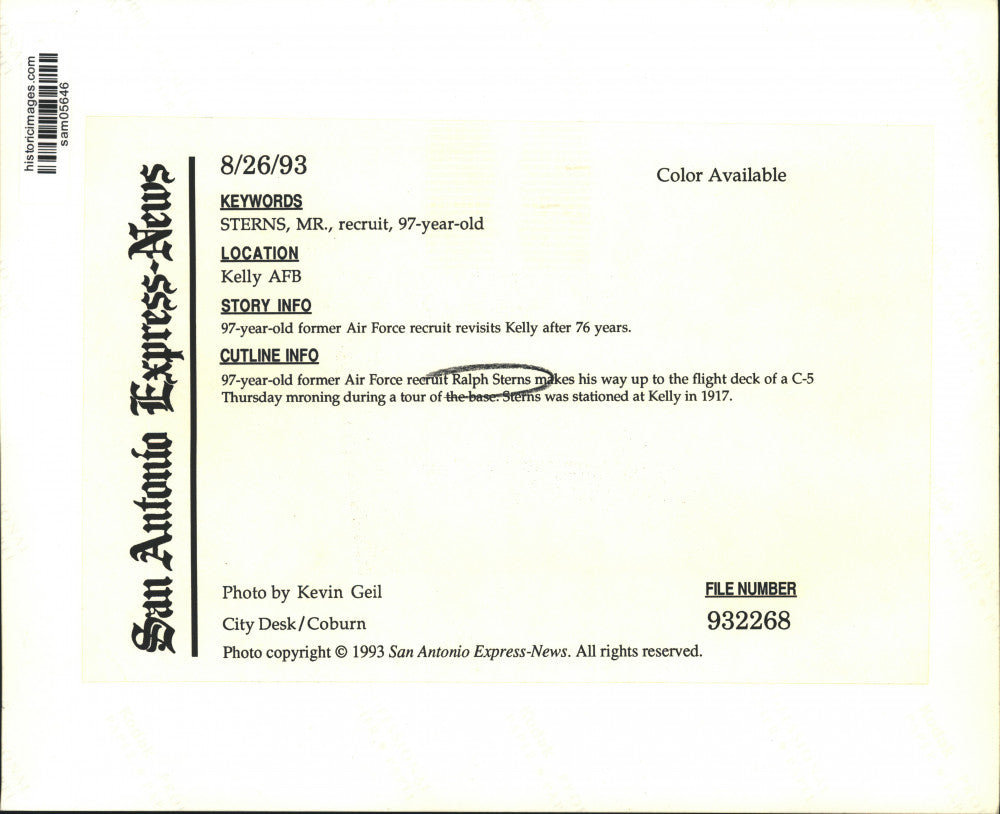 historicimages.com
sam05646
San Antonio Express-News
8/26/93
Color Available
KEYWORDS
STERNS, MR., recruit, 97-year-old
LOCATION
Kelly AFB
STORY INFO
97-year-old former Air Force recruit revisits Kelly after 76 years.
CUTLINE INFO
97-year-old former Air Force recruit Ralph Sterns makes his way up to the flight deck of a C-5
Thursday mroning during a tour of the base. Sterns was stationed at Kelly in 1917.
Photo by Kevin Geil
FILE NUMBER
City Desk/Coburn
932268
Photo copyright © 1993 San Antonio Express-News. All rights reserved.